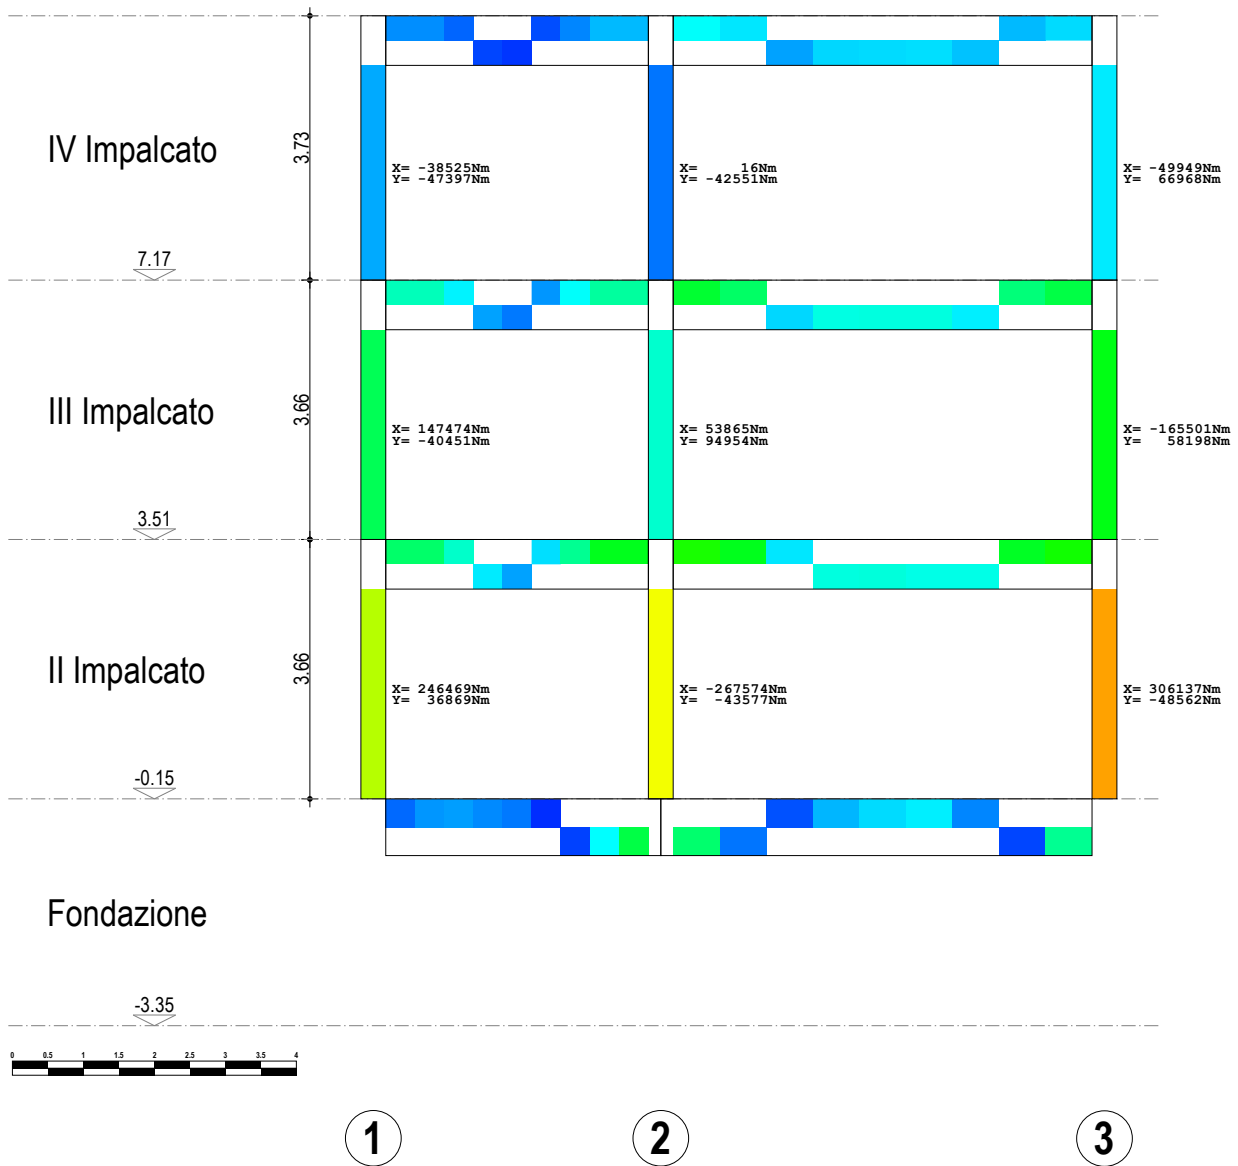 IV Impalcato
3.73
X= -38525Nm
Y= -47397Nm
X=     16Nm
Y= -42551Nm
X= -49949Nm
Y=  66968Nm
7.17
III Impalcato
3.66
X= 147474Nm
Y= -40451Nm
X= 53865Nm
Y= 94954Nm
X= -165501Nm
Y=   58198Nm
3.51
II Impalcato
3.66
X= 246469Nm
Y=  36869Nm
X= -267574Nm
Y=  -43577Nm
X= 306137Nm
Y= -48562Nm
-0.15
Fondazione
-3.35
0 0.5 1 1.5 2 2.5 3 3.5 4
1 2 3